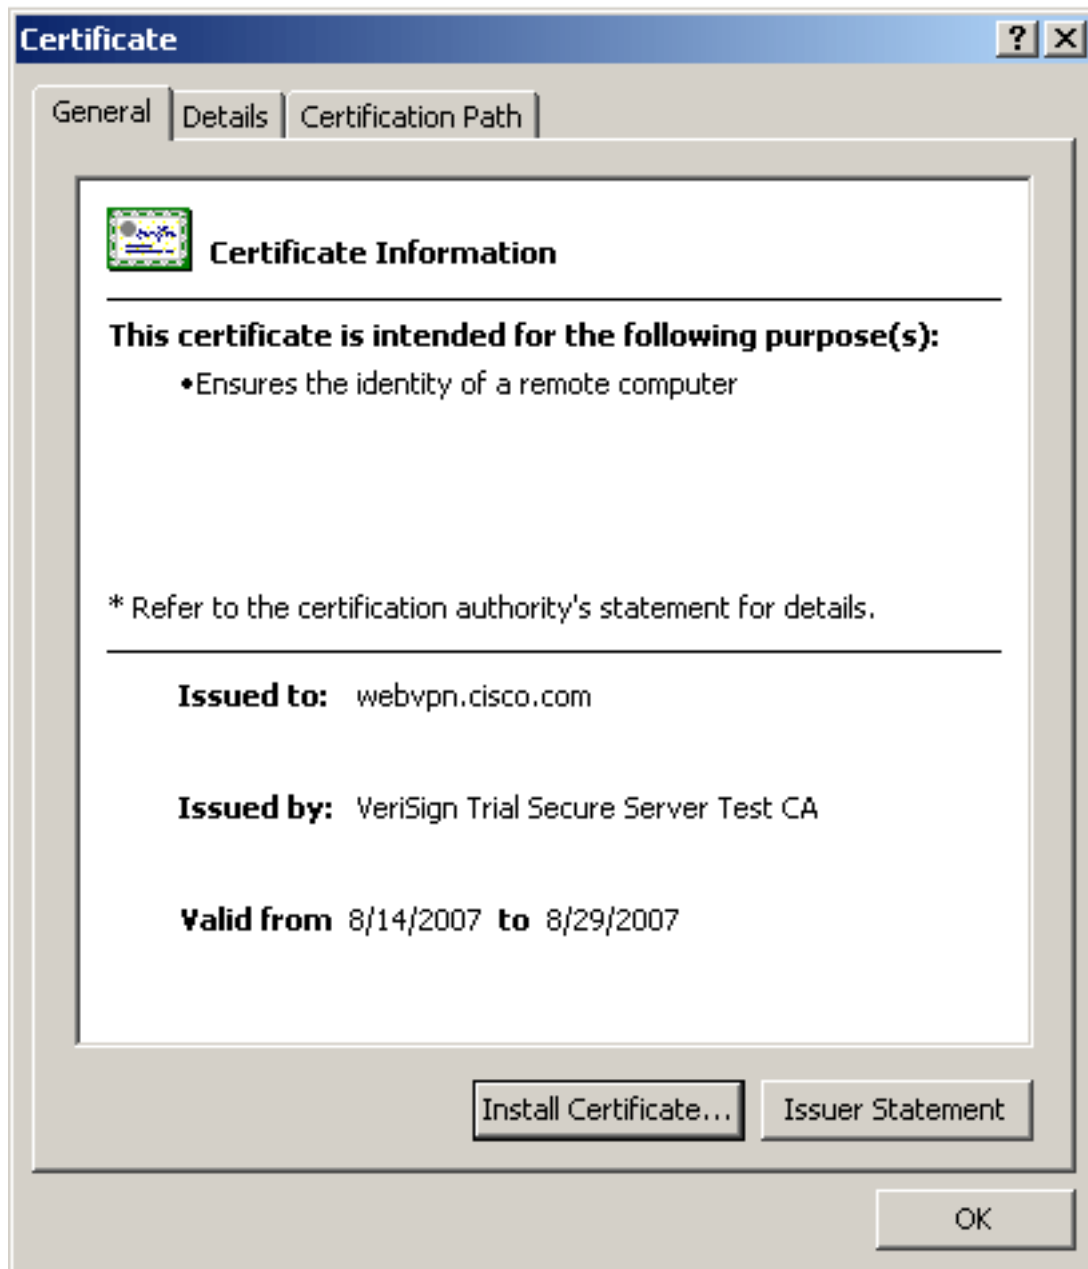 Certificate
General Details Certification Path
Certificate Information
This certificate is intended for the following purpose(s):
•Ensures the identity of a remote computer
* Refer to the certification authority's statement for details.
Issued to: webvpn.cisco.com
Issued by: VeriSign Trial Secure Server Test CA
Valid from 8/14/2007 to 8/29/2007
Install Certificate... Issuer Statement
OK